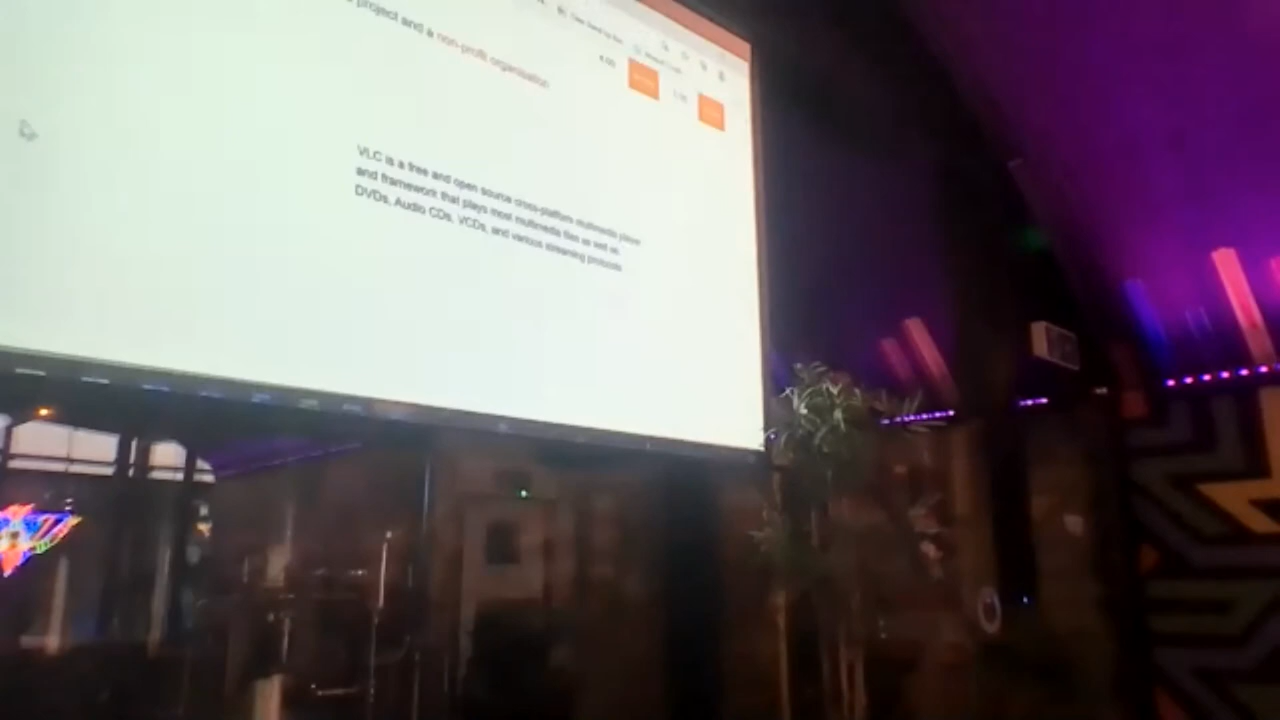 project and a non-profit organisation
VLC is a free and open source cross-platform multimedia player
and framework that plays most multimedia files as well as
DVDs, Audio CDs, VCDs, and various streaming protocols